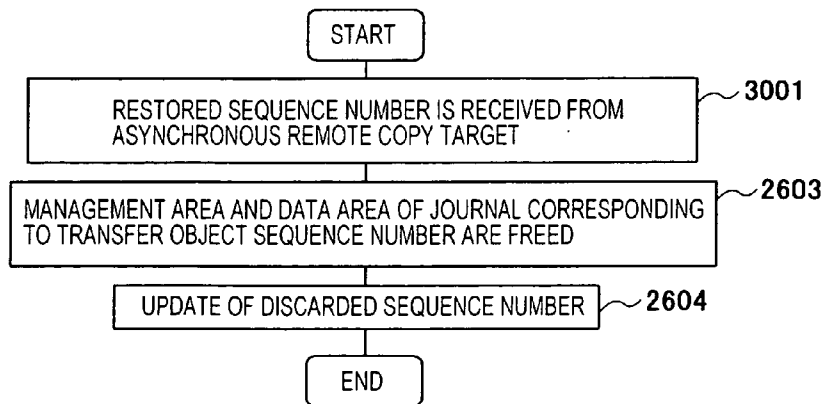 START
RESTORED SEQUENCE NUMBER IS RECEIVED FROM
ASYNCHRONOUS REMOTE COPY TARGET
3001
MANAGEMENT AREA AND DATA AREA OF JOURNAL CORRESPONDING
TO TRANSFER OBJECT SEQUENCE NUMBER ARE FREED
2603
UPDATE OF DISCARDED SEQUENCE NUMBER
2604
END